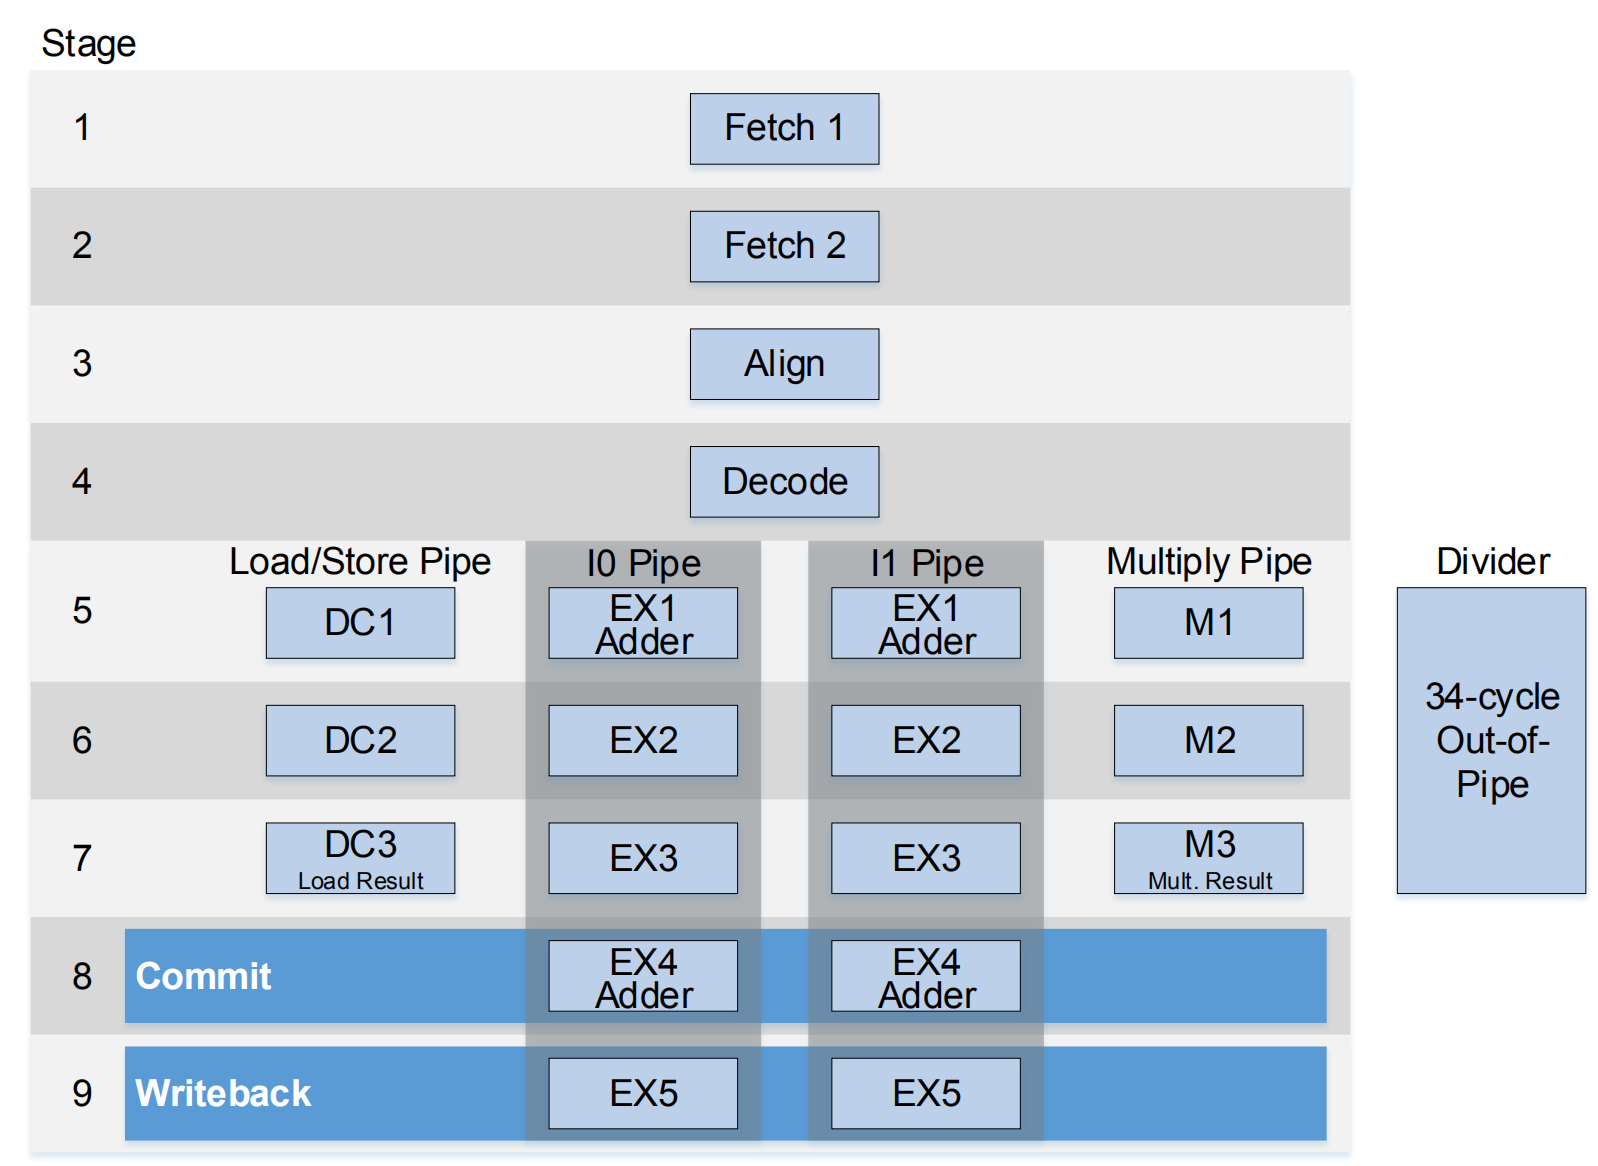 Stage
1
Fetch 1
2
Fetch 2
3
Align
4
Decode
Load/Store Pipe
I0 Pipe
I1 Pipe
Multiply Pipe
Divider
5
DC1
EX1
Adder
EX1
Adder
M1
6
DC2
EX2
EX2
M2
34-cycle
Out-of-
Pipe
7
DC3
Load Result
EX3
EX3
M3
Mult. Result
8
Commit
EX4
Adder
EX4
Adder
9
Writeback
EX5
EX5